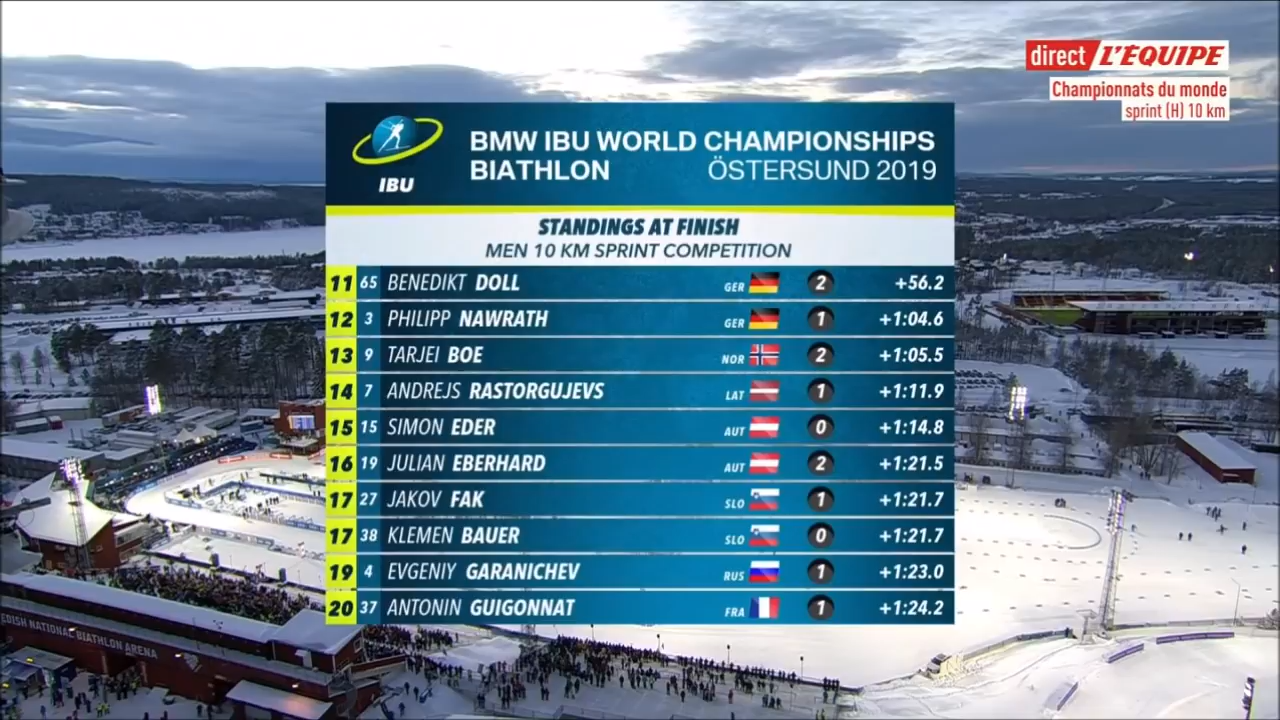 direct L'ÉQUIPE
Championnats du monde
sprint (H) 10 km
IBU
BMW IBU WORLD CHAMPIONSHIPS
BIATHLON ÖSTERSUND 2019
STANDINGS AT FINISH
MEN 10 KM SPRINT COMPETITION
11 65 BENEDIKT DOLL GER 2 +56.2
12 3 PHILIPP NAWRATH GER 1 +1:04.6
13 9 TARJEI BOE NOR 2 +1:05.5
14 7 ANDREJS RASTORGUJEVS LAT 1 +1:11.9
15 15 SIMON EDER AUT 0 +1:14.8
16 19 JULIAN EBERHARD AUT 2 +1:21.5
17 27 JAKOV FAK SLO 1 +1:21.7
17 38 KLEMEN BAUER SLO 0 +1:21.7
19 4 EVGENIY GARANICHEV RUS 1 +1:23.0
20 37 ANTONIN GUIGONNAT FRA 1 +1:24.2
EDISH NATIONAL BIATHLON ARENA